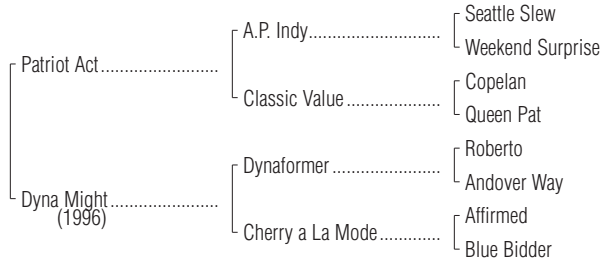 Seattle Slew
A.P. Indy
Weekend Surprise
Patriot Act
Copelan
Classic Value
Queen Pat
Roberto
Dynaformer
Andover Way
Dyna Might
(1996)
Affirmed
Cherry a La Mode
Blue Bidder